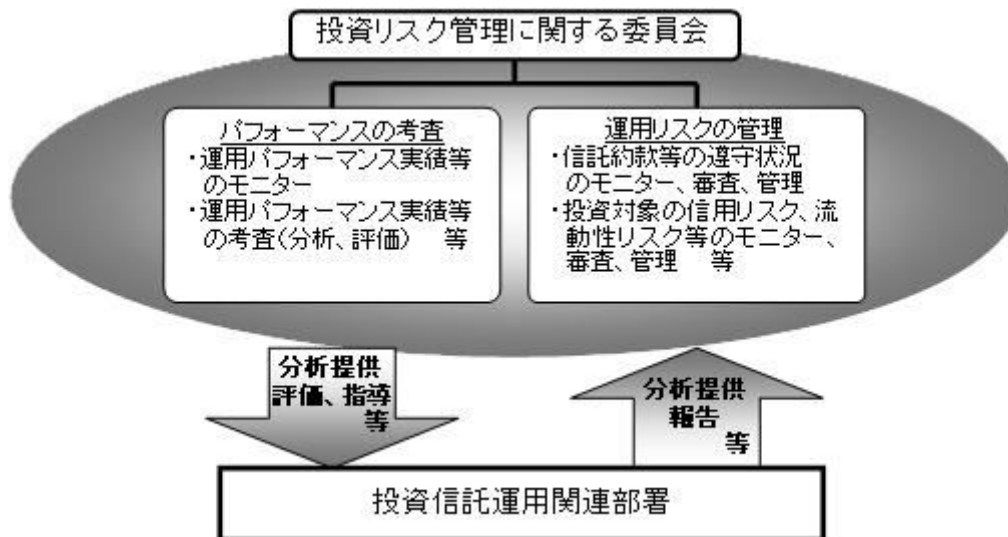 投資リスク管理に関する委員会
パフォーマンスの考査
・運用パフォーマンス実績等
のモニター
・運用パフォーマンス実績等
の考査(分析、評価) 等
運用リスクの管理
・信託約款等の遵守状況
のモニター、審査、管理
・投資対象の信用リスク、流
動性リスク等のモニター、
審査、管理 等
分析提供
評価、指導
等
分析提供
報告
等
投資信託運用関連部署